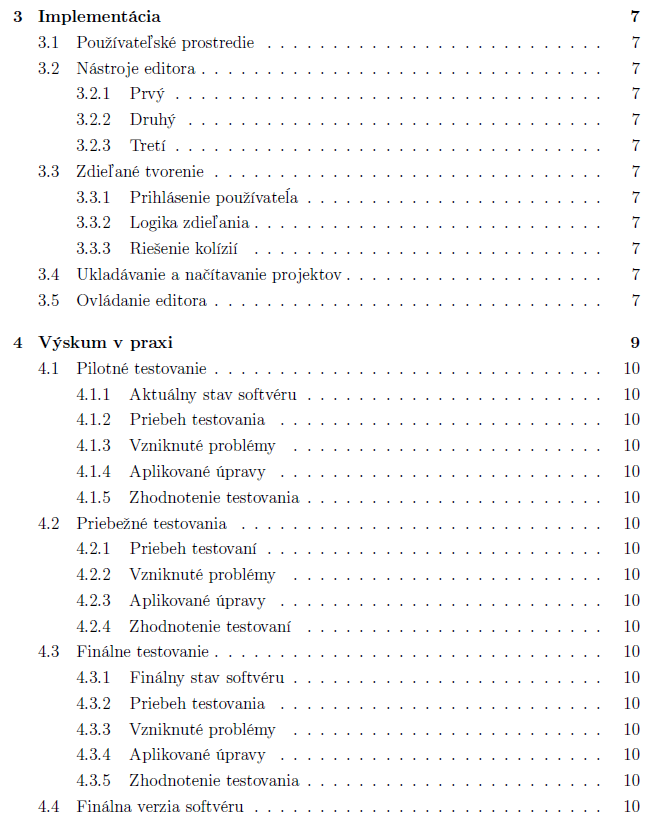 3 Implementácia 7
3.1 Používateľské prostredie . . . . . . . . . . . . . . . . . . . . . . . . . . 7
3.2 Nástroje editora . . . . . . . . . . . . . . . . . . . . . . . . . . . . . . . 7
3.2.1 Prvý . . . . . . . . . . . . . . . . . . . . . . . . . . . . . . . . . 7
3.2.2 Druhý . . . . . . . . . . . . . . . . . . . . . . . . . . . . . . . . 7
3.2.3 Tretí . . . . . . . . . . . . . . . . . . . . . . . . . . . . . . . . . 7
3.3 Zdieľané tvorenie . . . . . . . . . . . . . . . . . . . . . . . . . . . . . . 7
3.3.1 Prihlásenie používateĺa . . . . . . . . . . . . . . . . . . . . . . . 7
3.3.2 Logika zdieľania . . . . . . . . . . . . . . . . . . . . . . . . . . . 7
3.3.3 Riešenie kolízií . . . . . . . . . . . . . . . . . . . . . . . . . . . 7
3.4 Ukladávanie a načítavanie projektov . . . . . . . . . . . . . . . . . . . . 7
3.5 Ovládanie editora . . . . . . . . . . . . . . . . . . . . . . . . . . . . . . 7
4 Výskum v praxi 9
4.1 Pilotné testovanie . . . . . . . . . . . . . . . . . . . . . . . . . . . . . . 10
4.1.1 Aktuálny stav softvéru . . . . . . . . . . . . . . . . . . . . . . . 10
4.1.2 Priebeh testovania . . . . . . . . . . . . . . . . . . . . . . . . . 10
4.1.3 Vzniknuté problémy . . . . . . . . . . . . . . . . . . . . . . . . 10
4.1.4 Aplikované úpravy . . . . . . . . . . . . . . . . . . . . . . . . . 10
4.1.5 Zhodnotenie testovania . . . . . . . . . . . . . . . . . . . . . . . 10
4.2 Priebežné testovania . . . . . . . . . . . . . . . . . . . . . . . . . . . . 10
4.2.1 Priebeh testovaní . . . . . . . . . . . . . . . . . . . . . . . . . . 10
4.2.2 Vzniknuté problémy . . . . . . . . . . . . . . . . . . . . . . . . 10
4.2.3 Aplikované úpravy . . . . . . . . . . . . . . . . . . . . . . . . . 10
4.2.4 Zhodnotenie testovaní . . . . . . . . . . . . . . . . . . . . . . . 10
4.3 Finálne testovanie . . . . . . . . . . . . . . . . . . . . . . . . . . . . . . 10
4.3.1 Finálny stav softvéru . . . . . . . . . . . . . . . . . . . . . . . . 10
4.3.2 Priebeh testovania . . . . . . . . . . . . . . . . . . . . . . . . . 10
4.3.3 Vzniknuté problémy . . . . . . . . . . . . . . . . . . . . . . . . 10
4.3.4 Aplikované úpravy . . . . . . . . . . . . . . . . . . . . . . . . . 10
4.3.5 Zhodnotenie testovania . . . . . . . . . . . . . . . . . . . . . . . 10
4.4 Finálna verzia softvéru . . . . . . . . . . . . . . . . . . . . . . . . . . . 10